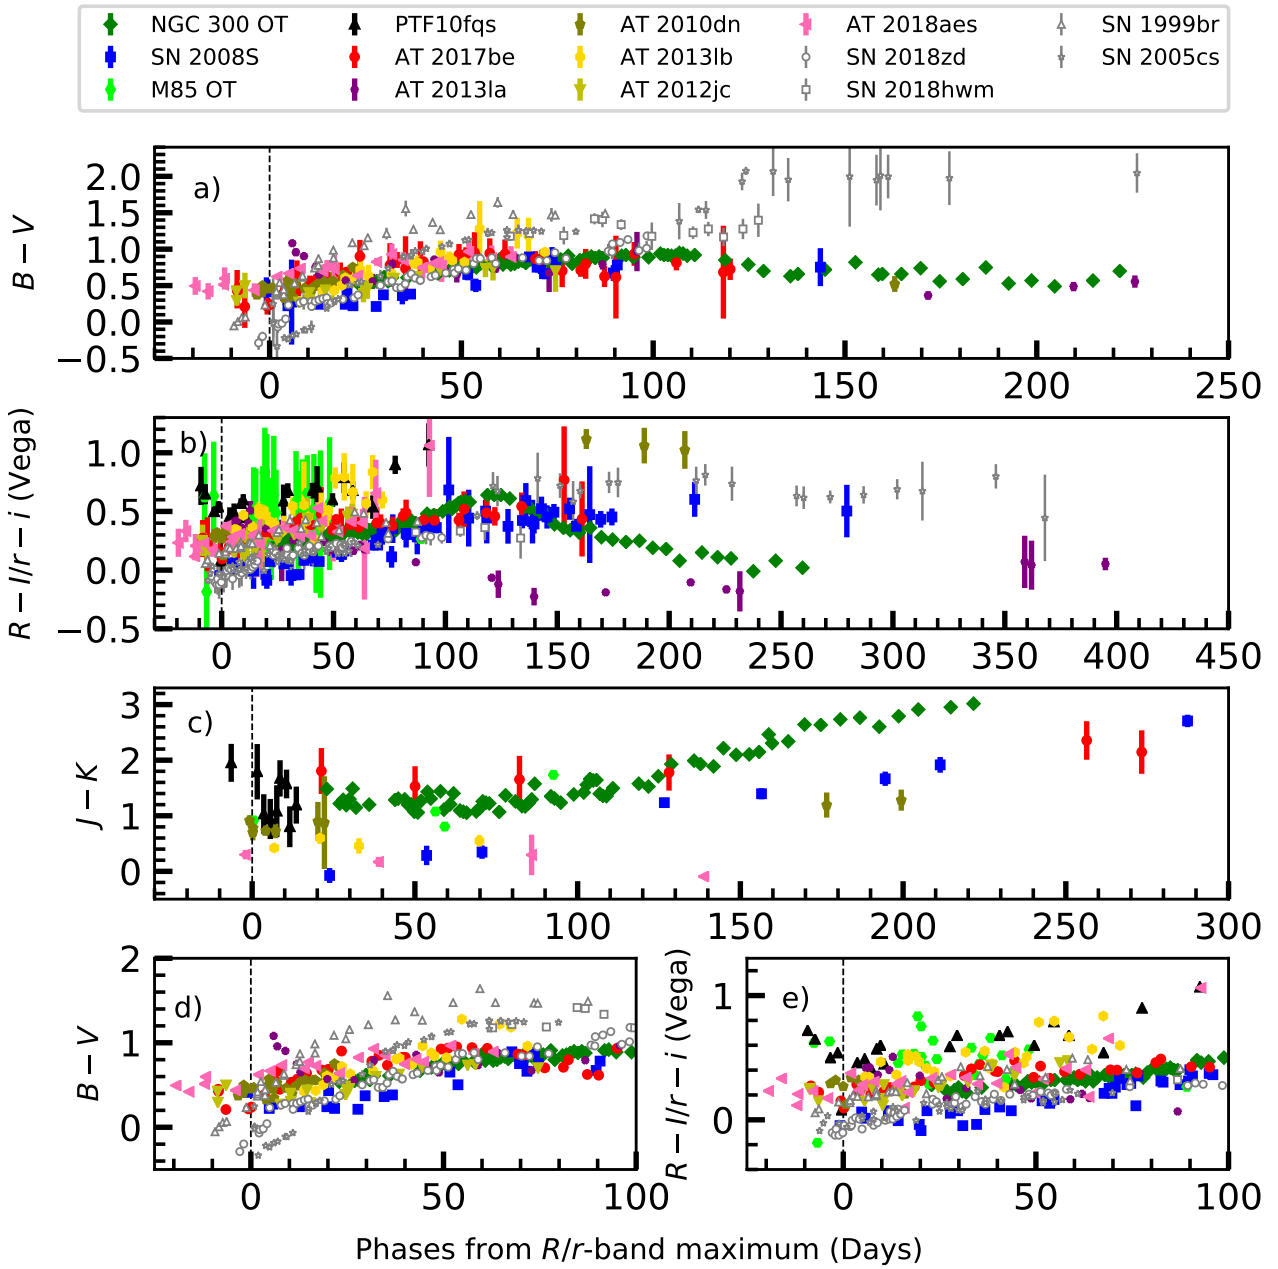 NGC 300 OT PTF10fqs AT 2010dn AT 2018aes SN 1999br
SN 2008S AT 2017be AT 2013lb SN 2018zd SN 2005cs
M85 OT AT 2013la AT 2012jc SN 2018hwm
a)
B − V
2.0
1.5
1.0
0.5
0.0
−0.5
0 50 100 150 200 250
b)
R − I/r − i (Vega)
1.0
0.5
0.0
−0.5
0 50 100 150 200 250 300 350 400 450
c)
J − K
3
2
1
0
0 50 100 150 200 250 300
d)
B − V
2
1
0
0 50 100
e)
R − I/r − i (Vega)
1
0
0 50 100
Phases from R/r-band maximum (Days)